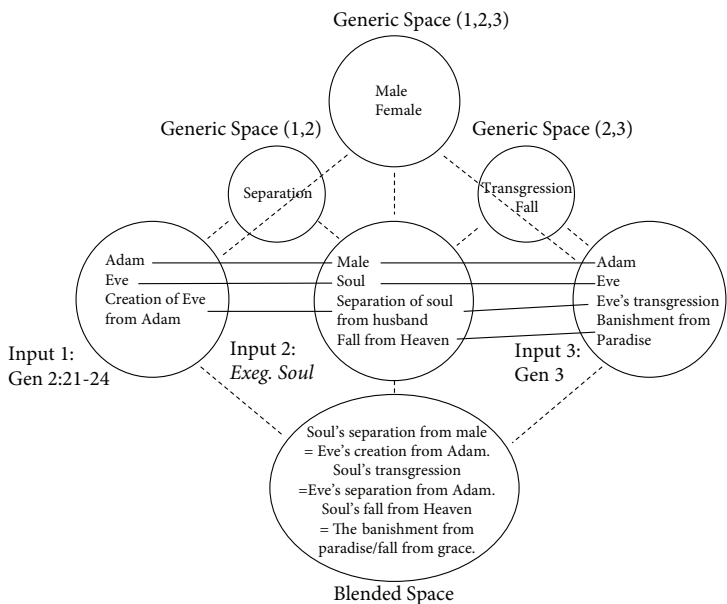 Generic Space (1,2,3)
Male
Female
Generic Space (1,2)
Generic Space (2,3)
Separation
Transgression
Fall
Adam
Eve
Creation of Eve
from Adam
Male
Soul
Separation of soul
from husband
Fall from Heaven
Adam
Eve
Eve's transgression
Banishment from
Paradise
Input 1:
Gen 2:21-24
Input 2:
Exeg. Soul
Input 3:
Gen 3
Soul's separation from male
= Eve's creation from Adam.
Soul's transgression
=Eve's separation from Adam.
Soul's fall from Heaven
= The banishment from
paradise/fall from grace.
Blended Space